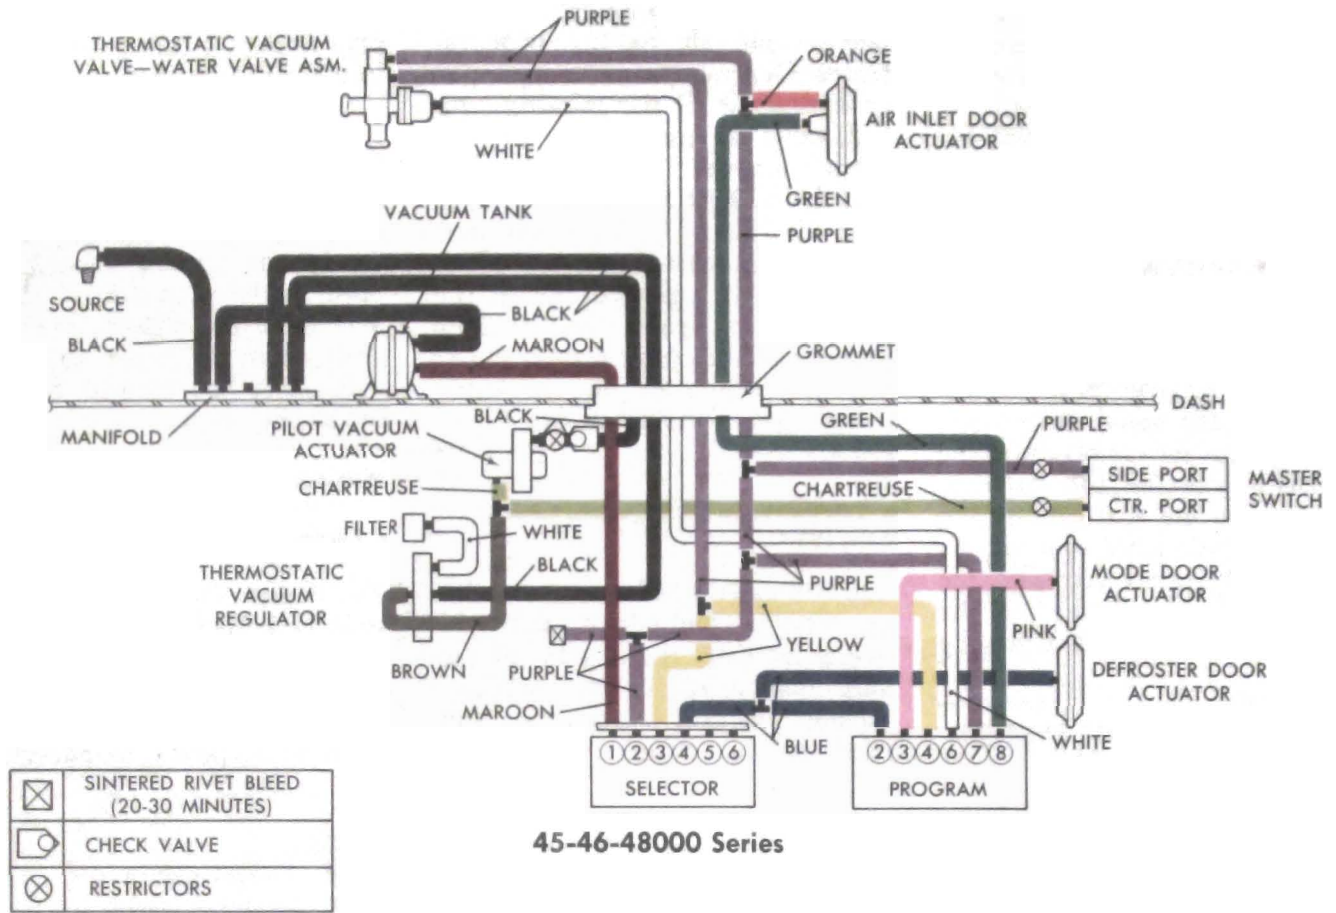 PURPLE
THERMOSTATIC VACUUM
VALVE—WATER VALVE ASM.
ORANGE
AIR INLET DOOR
ACTUATOR
WHITE
GREEN
VACUUM TANK
PURPLE
SOURCE
BLACK
BLACK
MAROON
GROMMET
DASH
BLACK
GREEN
PURPLE
MANIFOLD
PILOT VACUUM
ACTUATOR
SIDE PORT
CTR. PORT
MASTER
SWITCH
CHARTREUSE
CHARTREUSE
FILTER
WHITE
BLACK
THERMOSTATIC
VACUUM
REGULATOR
PURPLE
MODE DOOR
ACTUATOR
PINK
YELLOW
BROWN
PURPLE
DEFROSTER DOOR
ACTUATOR
MAROON
BLUE
WHITE
1 2 3 4 5 6
SELECTOR
2 3 4 6 7 8
PROGRAM
SINTERED RIVET BLEED
(20-30 MINUTES)
CHECK VALVE
RESTRICTORS
45-46-48000 Series